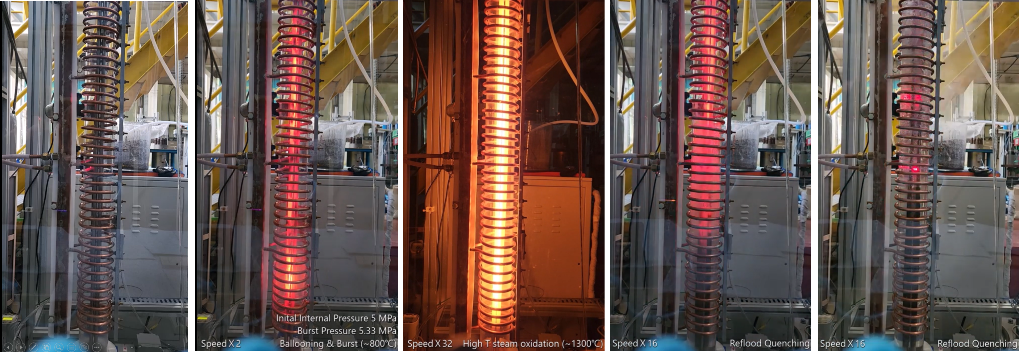 Inital Internal Pressure 5 MPa
Burst Pressure 5.33 MPa
Speed X 2
Ballooning & Burst (~800℃)
Speed X 32
High T steam oxidation (~1300℃)
Speed X 16
Reflood Quenching
Speed X 16
Reflood Quenching